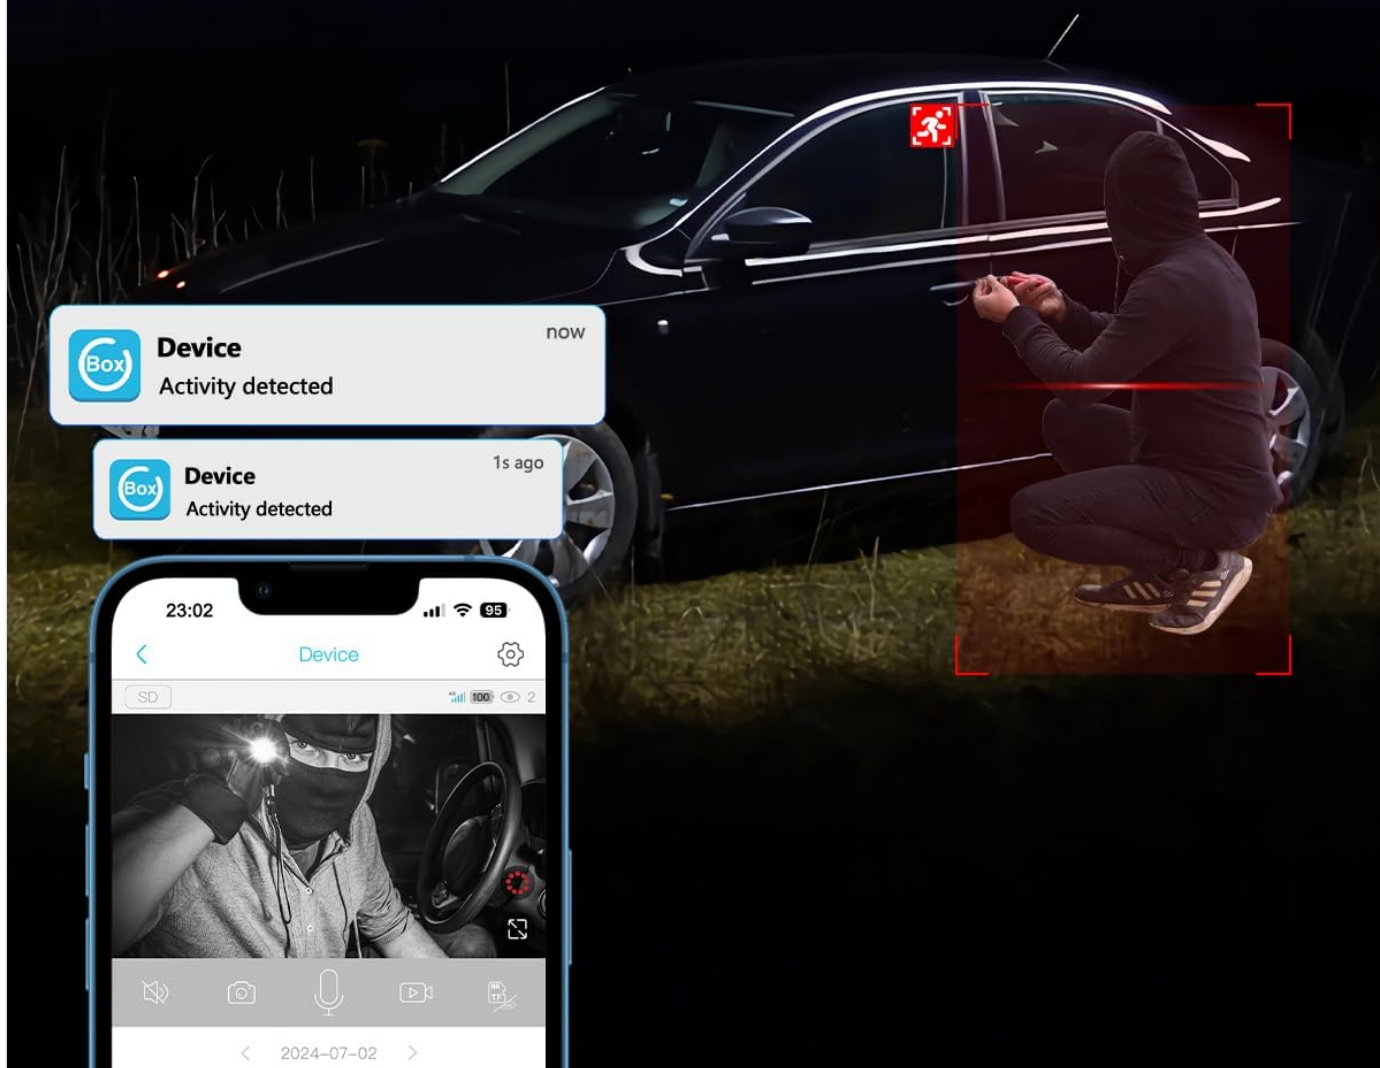 Box
Device
now
Activity detected
Box
Device
1s ago
Activity detected
23:02
95
Device
SD
100
2
TF
2024-07-02